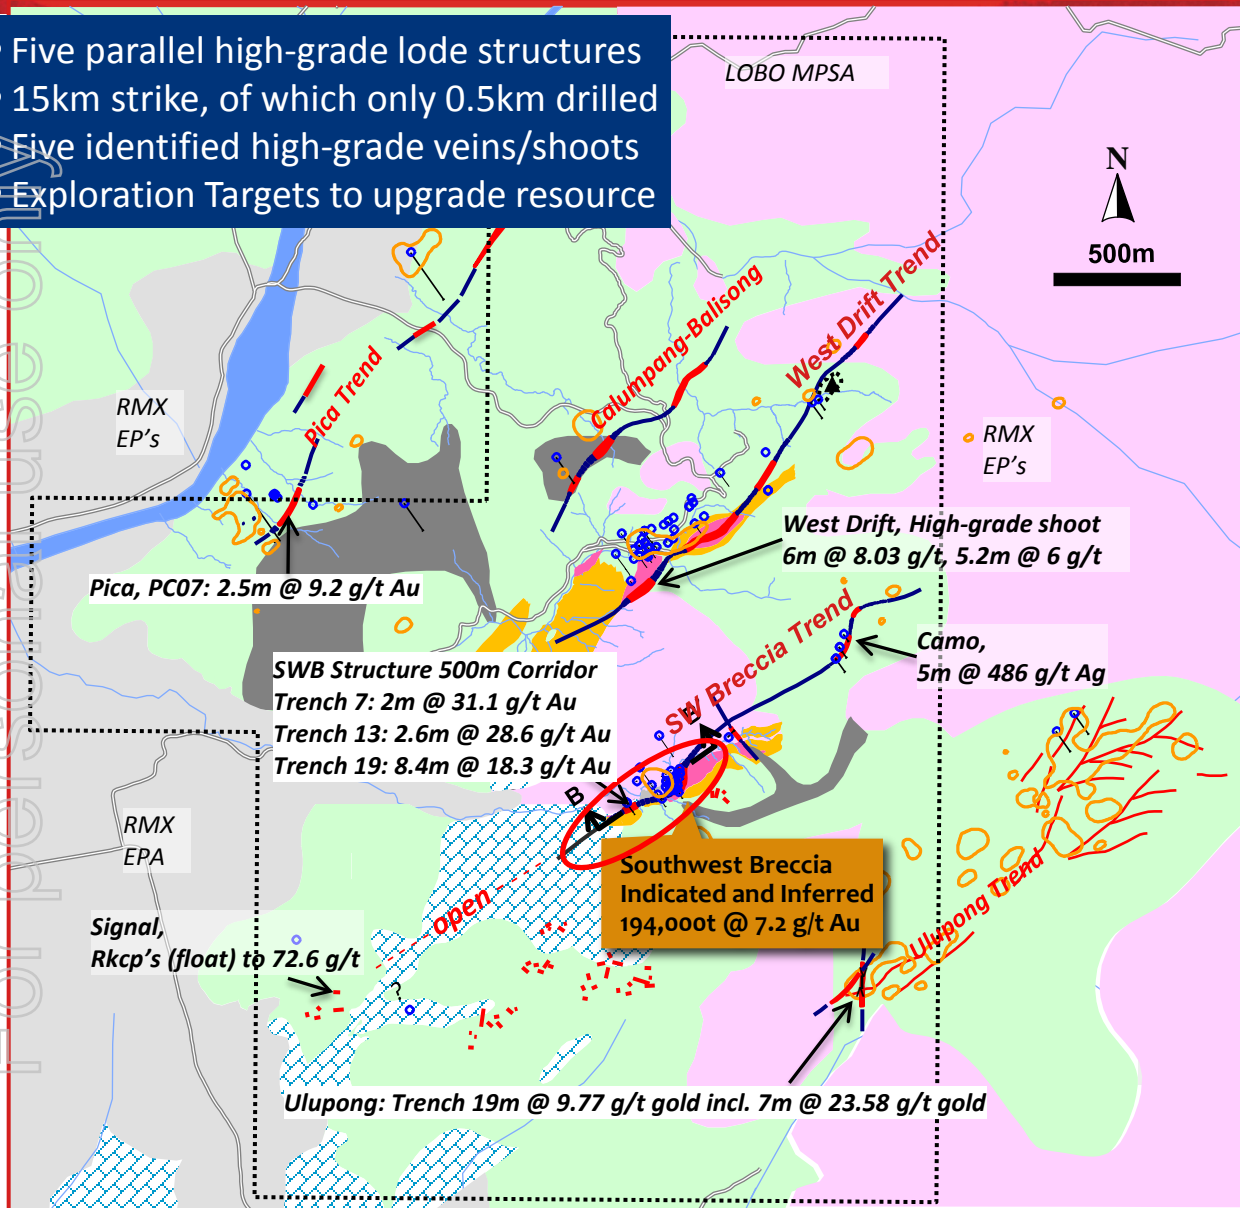 • Five parallel high-grade lode structures
• 15km strike, of which only 0.5km drilled
• Five identified high-grade veins/shoots
• Exploration Targets to upgrade resource
LOBO MPSA
N
500m
For personal use only
West Drift Trend
Calumpang-Balisong
Pica Trend
RMX
EP's
RMX
EP's
West Drift, High-grade shoot
6m @ 8.03 g/t, 5.2m @ 6 g/t
Pica, PC07: 2.5m @ 9.2 g/t Au
SW Breccia Trend
Camo,
5m @ 486 g/t Ag
SWB Structure 500m Corridor
Trench 7: 2m @ 31.1 g/t Au
Trench 13: 2.6m @ 28.6 g/t Au
Trench 19: 8.4m @ 18.3 g/t Au
B
B
RMX
EPA
Southwest Breccia
Indicated and Inferred
194,000t @ 7.2 g/t Au
open
Ulupong Trend
Signal,
Rkcp's (float) to 72.6 g/t
?
Ulupong: Trench 19m @ 9.77 g/t gold incl. 7m @ 23.58 g/t gold